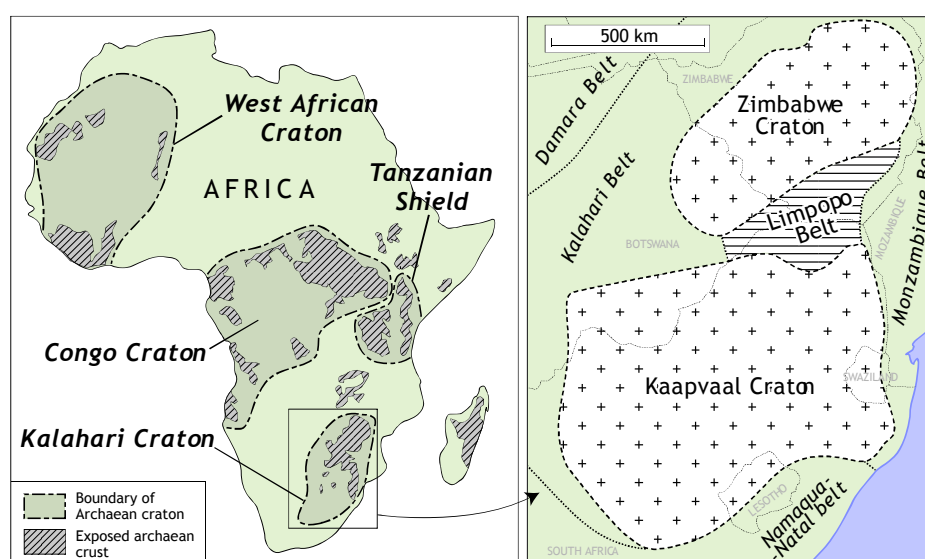 West African
Craton
AFRICA
Tanzanian
Shield
Congo Craton
Kalahari Craton
Boundary of
Archaean craton
Exposed archaean
crust
500 km
ZIMBABWE
Damara Belt
Zimbabwe
Craton
Kalahari Belt
Limpopo
Belt
MOZAMBIQUE
Monzambique Belt
BOTSWANA
Kaapvaal Craton
SWAZILAND
LESOTHO
Namaqua-
-Natal belt
SOUTH AFRICA